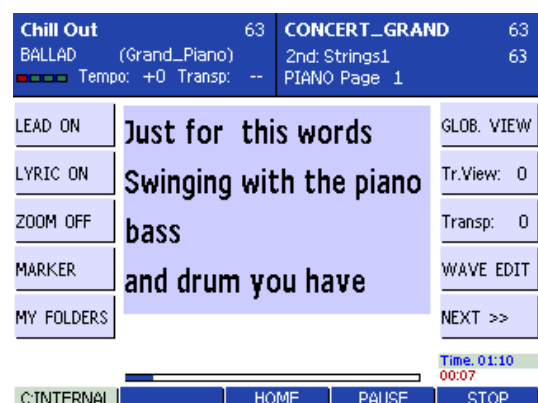 Chill Out 63
BALLAD (Grand_Piano)
Tempo: +0 Transp: --
CONCERT_GRAND 63
2nd: Strings1 63
PIANO Page 1
LEAD ON
LYRIC ON
ZOOM OFF
MARKER
MY FOLDERS
Just for this words
Swinging with the piano
bass
and drum you have
GLOB. VIEW
Tr.View: 0
Transp: 0
WAVE EDIT
NEXT >>
Time. 01:10
00:07
C:INTERNAL
HOME
PAUSE
STOP